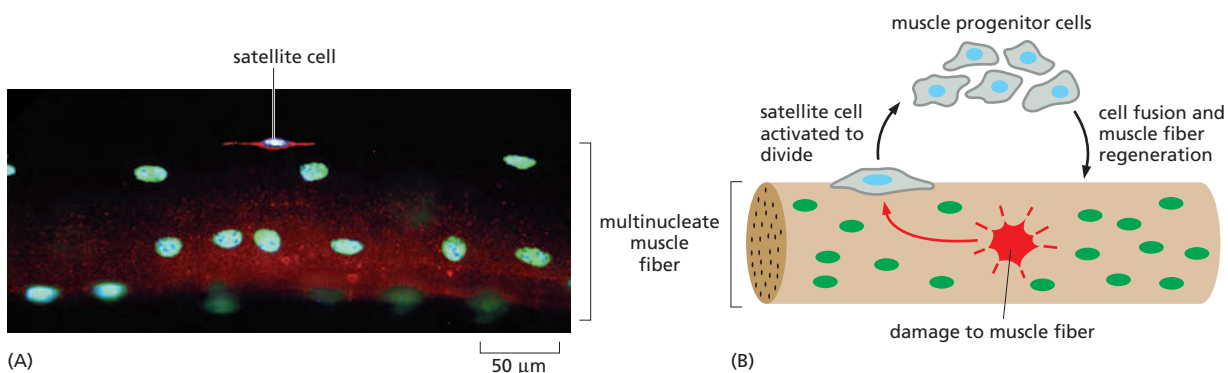 satellite cell
multinucleate
muscle
fiber
50 μm
(A)
muscle progenitor cells
satellite cell
activated to
divide
cell fusion and
muscle fiber
regeneration
damage to muscle fiber
(B)